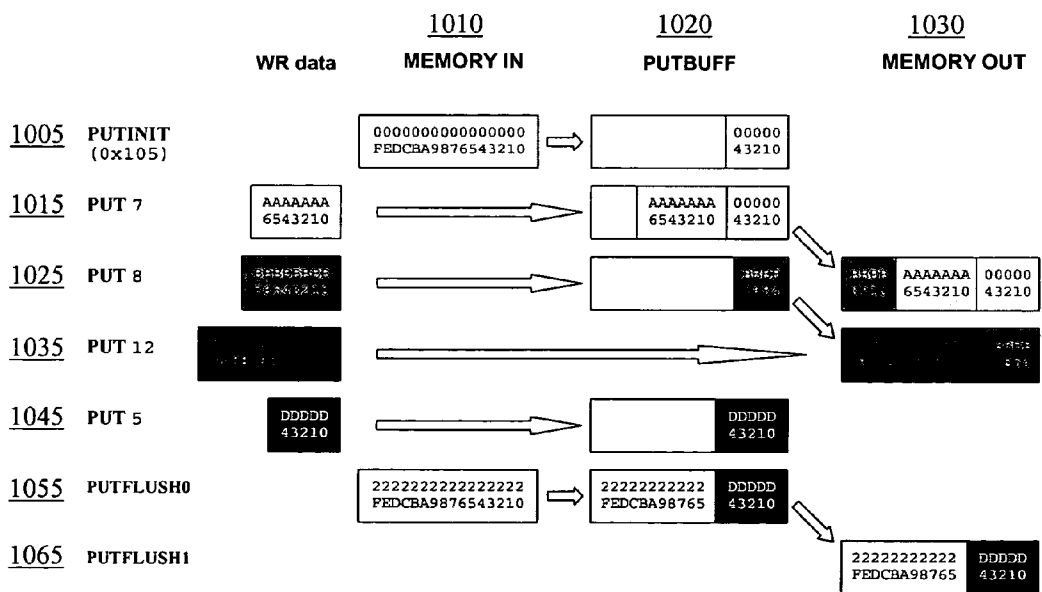 1010 1020 1030
WR data MEMORY IN PUTBUFF MEMORY OUT
1005 PUTINIT 0000000000000000 00000
(0x105) FEDCBA9876543210 43210
1015 PUT 7 AAAAAAA AAAAAAA 00000
6543210 6543210 43210
1025 PUT 8 AAAAAAA 00000
6543210 43210
1035 PUT 12
1045 PUT 5 DDDDD DDDDD
43210 43210
1055 PUTFLUSH0 2222222222222222 22222222222 DDDDD
FEDCBA9876543210 FEDCBA98765 43210
1065 PUTFLUSH1 22222222222 DDDDD
FEDCBA98765 43210